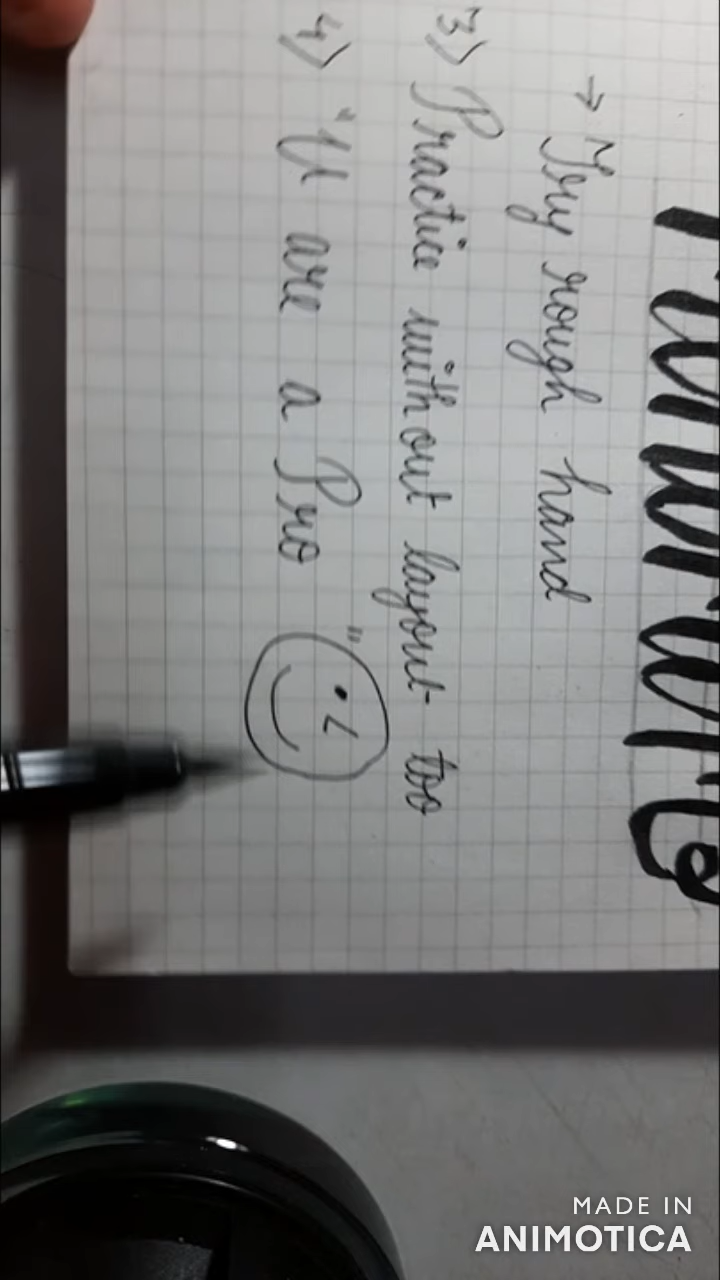 → Try rough hand
3) Practice without layout too
4) "U are a Pro"
MADE IN
ANIMOTICA